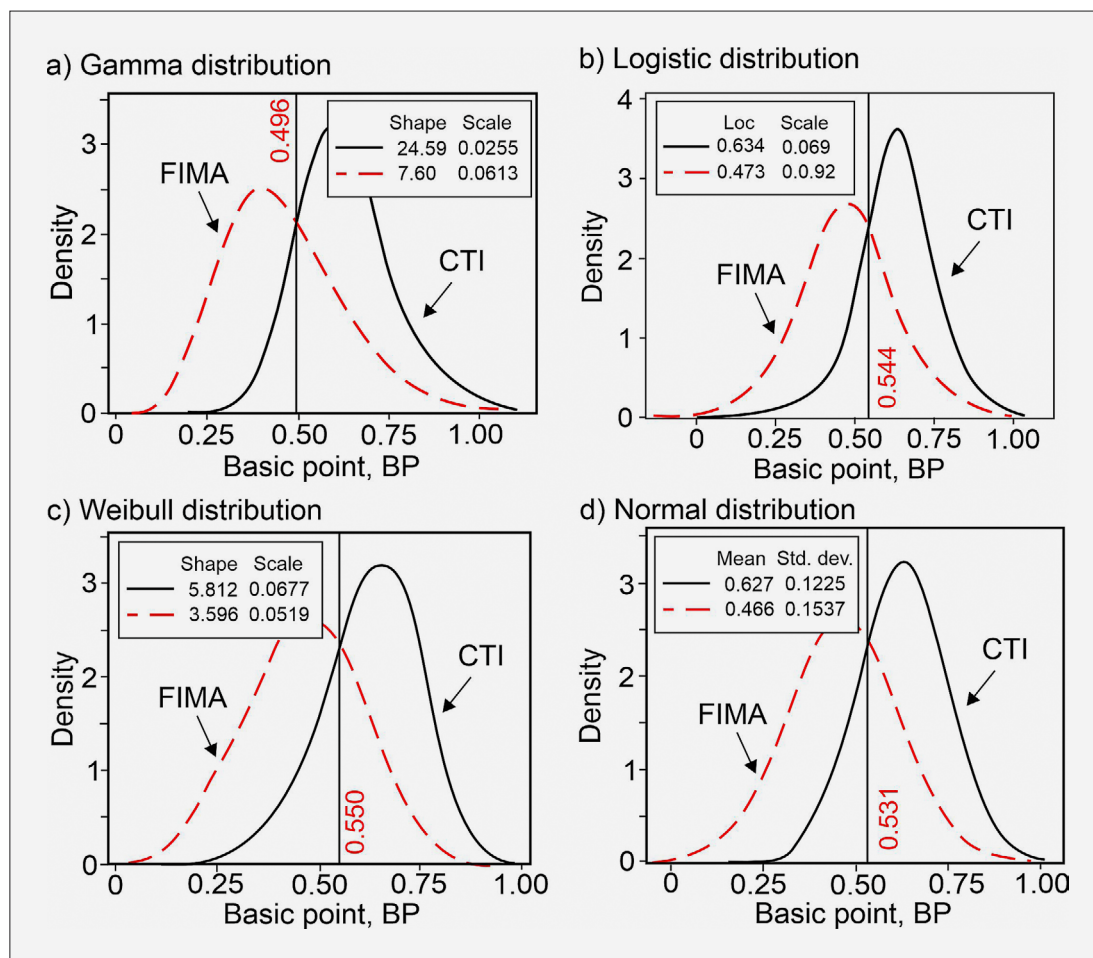 a) Gamma distribution
Shape Scale
24.59 0.0255
7.60 0.0613
0.496
FIMA
CTI
Density
3
2
1
0
0 0.25 0.50 0.75 1.00
Basic point, BP
b) Logistic distribution
Loc Scale
0.634 0.069
0.473 0.0.92
FIMA
CTI
0.544
Density
4
3
2
1
0
0 0.25 0.50 0.75 1.00
Basic point, BP
c) Weibull distribution
Shape Scale
5.812 0.0677
3.596 0.0519
FIMA
CTI
0.550
Density
3
2
1
0
0 0.25 0.50 0.75 1.00
Basic point, BP
d) Normal distribution
Mean Std. dev.
0.627 0.1225
0.466 0.1537
FIMA
CTI
0.531
Density
3
2
1
0
0 0.25 0.50 0.75 1.00
Basic point, BP